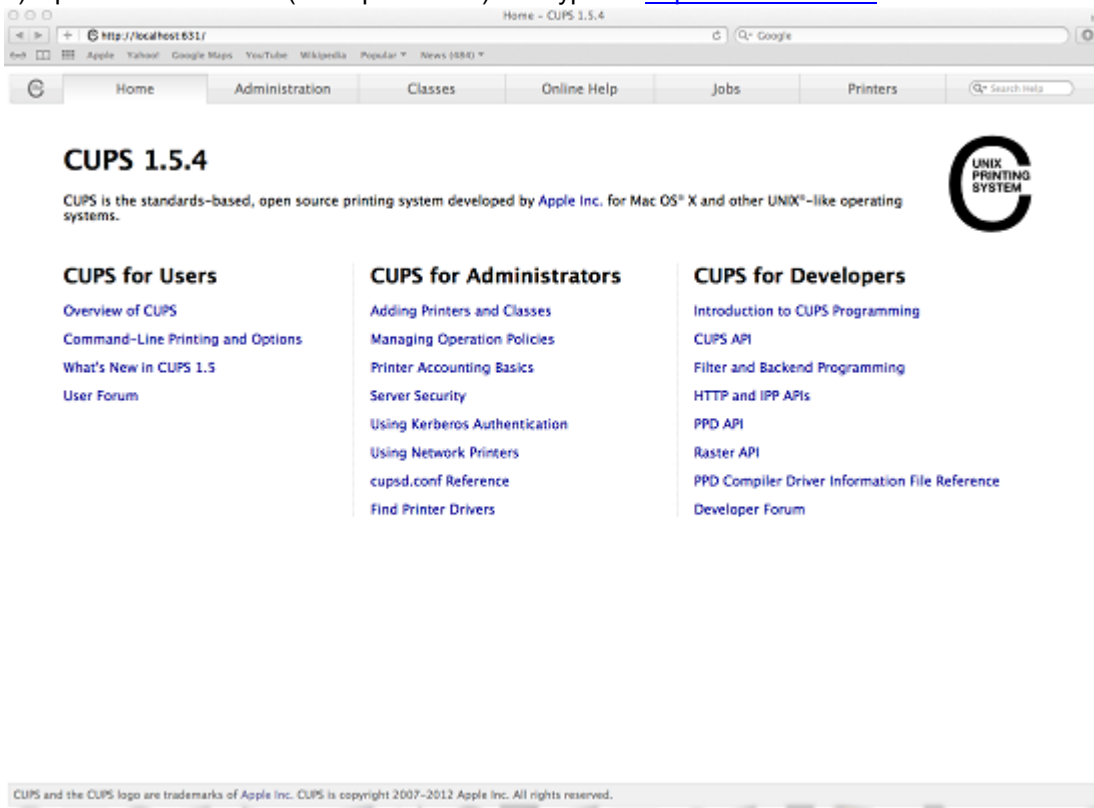 Home - CUPS 1.5.4
http://localhost:631/
Q- Google
Apple Yahoo! Google Maps YouTube Wikipedia Popular ▾ News (484) ▾
Home Administration Classes Online Help Jobs Printers Q- Search Help
CUPS 1.5.4
UNIX
PRINTING
SYSTEM
CUPS is the standards-based, open source printing system developed by Apple Inc. for Mac OS® X and other UNIX®-like operating
systems.
CUPS for Users
Overview of CUPS
Command-Line Printing and Options
What's New in CUPS 1.5
User Forum
CUPS for Administrators
Adding Printers and Classes
Managing Operation Policies
Printer Accounting Basics
Server Security
Using Kerberos Authentication
Using Network Printers
cupsd.conf Reference
Find Printer Drivers
CUPS for Developers
Introduction to CUPS Programming
CUPS API
Filter and Backend Programming
HTTP and IPP APIs
PPD API
Raster API
PPD Compiler Driver Information File Reference
Developer Forum
CUPS and the CUPS logo are trademarks of Apple Inc. CUPS is copyright 2007-2012 Apple Inc. All rights reserved.